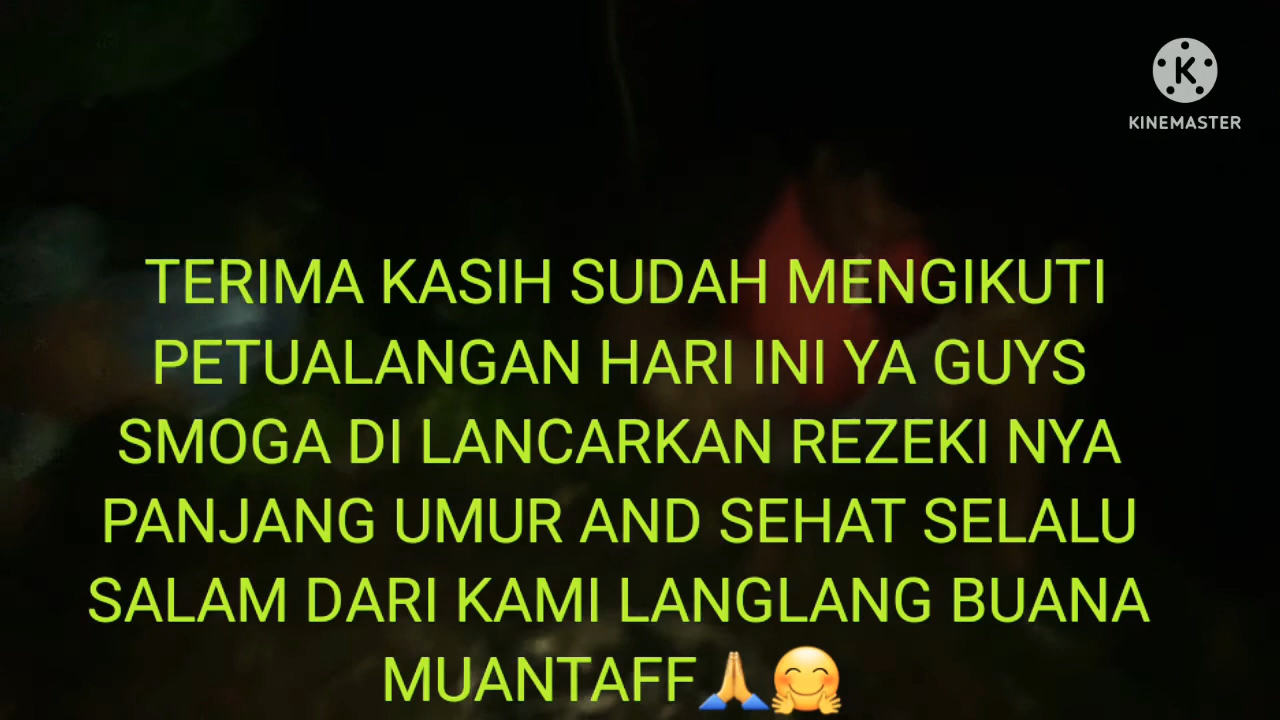 KINEMASTER
TERIMA KASIH SUDAH MENGIKUTI
PETUALANGAN HARI INI YA GUYS
SMOGA DI LANCARKAN REZEKI NYA
PANJANG UMUR AND SEHAT SELALU
SALAM DARI KAMI LANGLANG BUANA
MUANTAFF🙏🤗